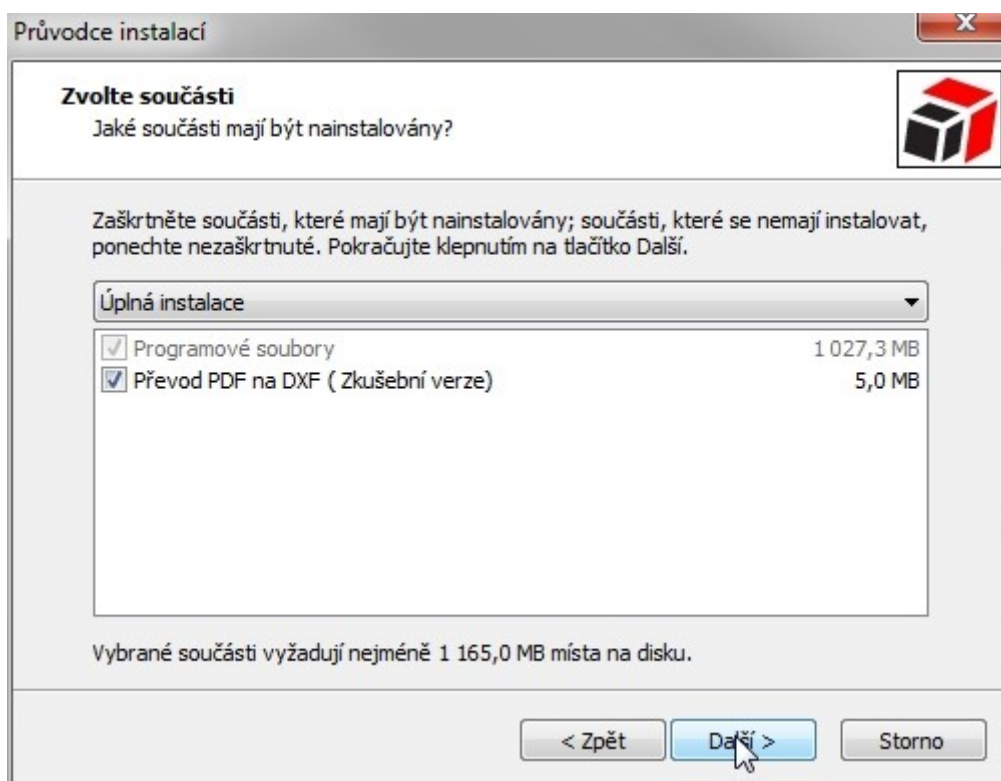 Průvodce instalací
Zvolte součásti
Jaké součásti mají být nainstalovány?
Zaškrtněte součásti, které mají být nainstalovány; součásti, které se nemají instalovat,
ponechte nezaškrtnuté. Pokračujte klepnutím na tlačítko Další.
Úplná instalace
Programové soubory 1 027,3 MB
Převod PDF na DXF ( Zkušební verze) 5,0 MB
Vybrané součásti vyžadují nejméně 1 165,0 MB místa na disku.
< Zpět Další > Storno